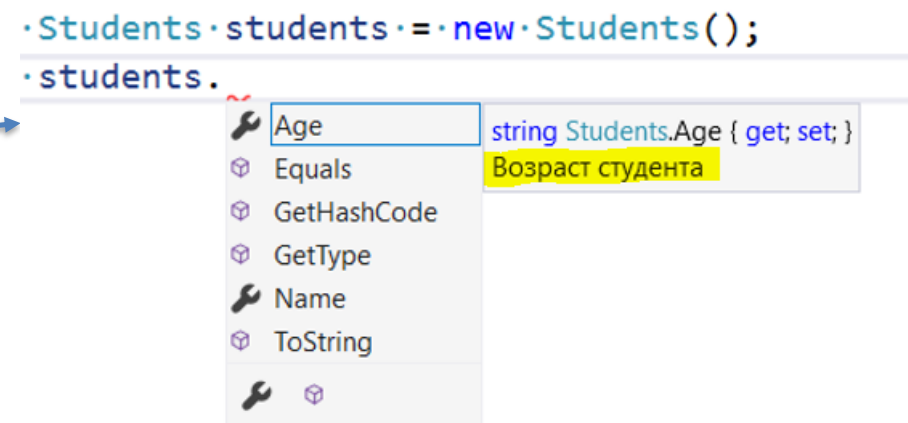 Students students = new Students();
students.
Age
string Students.Age { get; set; }
Возраст студента
Equals
GetHashCode
GetType
Name
ToString